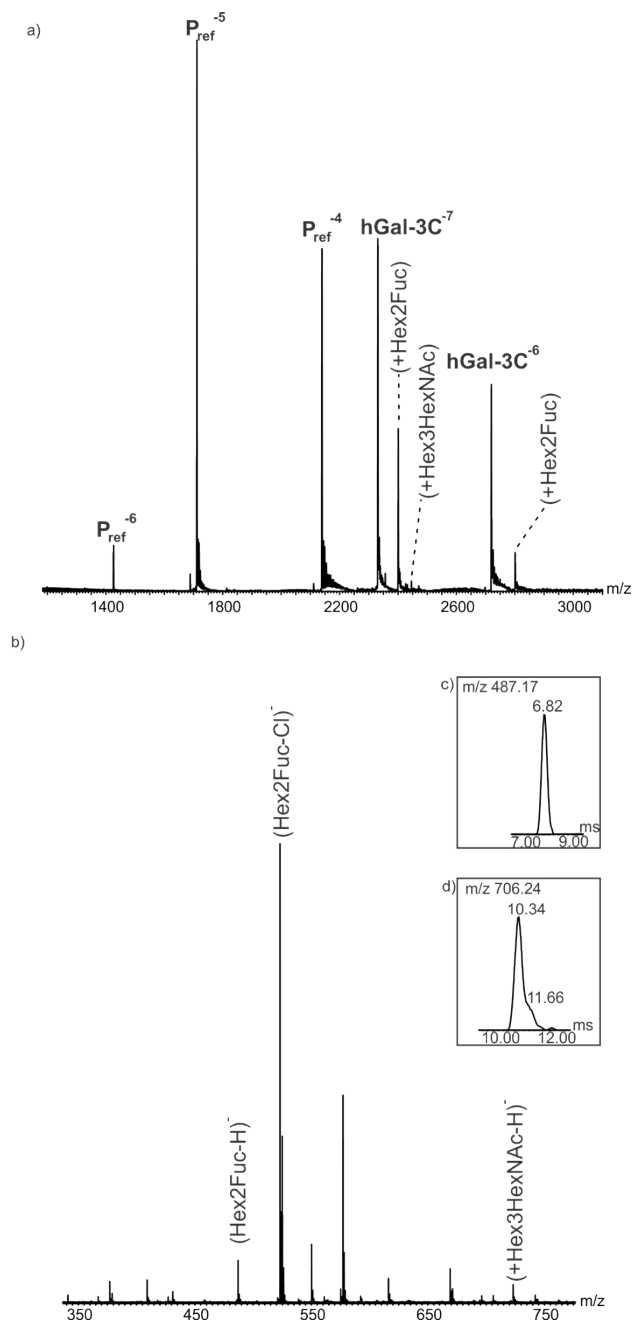 a)
P_ref^-5
P_ref^-4
hGal-3C^-7
(+Hex2Fuc)
(+Hex3HexNAc)
hGal-3C^-6
(+Hex2Fuc)
P_ref^-6
1400 1800 2200 2600 3000 m/z
b)
(Hex2Fuc-Cl)^-
c) m/z 487.17
6.82
ms
7.00 9.00
d) m/z 706.24
10.34
11.66
ms
10.00 12.00
(Hex2Fuc-H)^-
(+Hex3HexNAc-H)^-
350 450 550 650 750 m/z